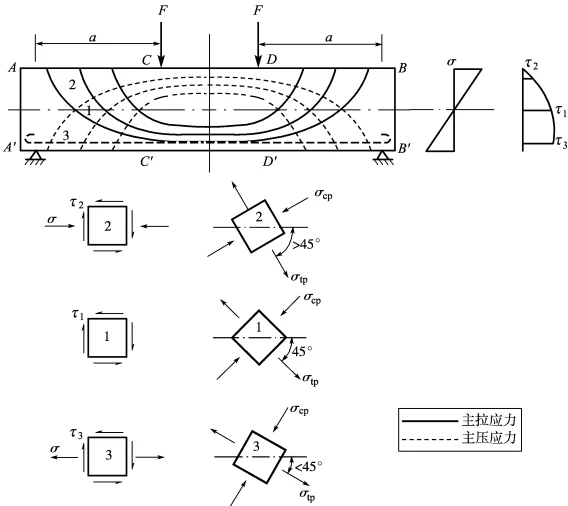 F F
a a
A C D B σ τ2
2
1 τ1
3 τ3
A′ C′ D′ B′
τ2 σcp
σ 2 2
>45°
σtp
τ1 σcp
1 1
45°
σtp
τ3 σcp
σ 3 3
<45°
σtp
主拉应力
主压应力